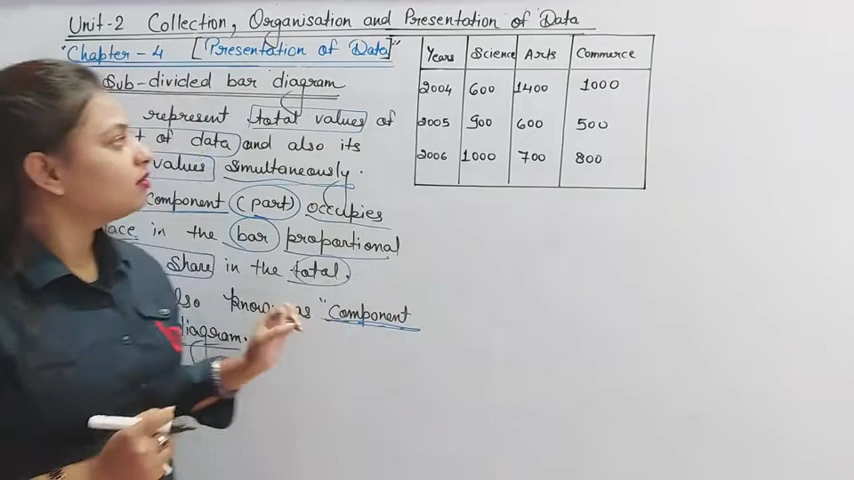 Unit-2 Collection, Organisation and Presentation of Data
"Chapter-4 [Presentation of Data]"
Sub-divided bar diagram
represent total values of
of data and also its
values simultaneously.
component (part) occupies
in the bar proportional
share in the total.
known as "component
diagram.
Years Science Arts Commerce
2004 600 1400 1000
2005 900 600 500
2006 1000 700 800